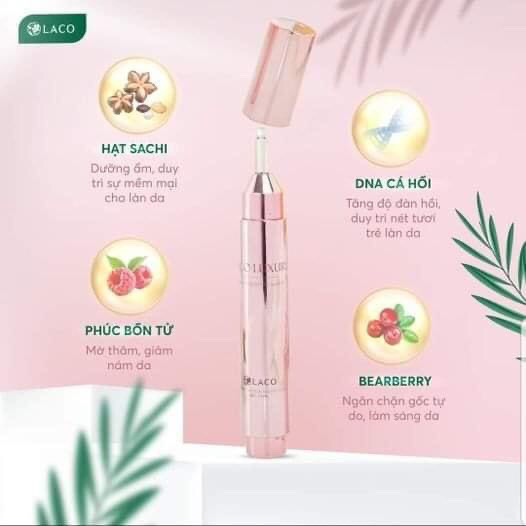 LACO
HẠT SACHI
Dưỡng ẩm, duy
trì sự mềm mại
cho làn da
DNA CÁ HỒI
Tăng độ đàn hồi,
duy trì nét tươi
trẻ làn da
PHÚC BỒN TỬ
Mờ thâm, giảm
nám da
BEARBERRY
Ngăn chặn gốc tự
do, làm sáng da
CO LUXUR
LACO